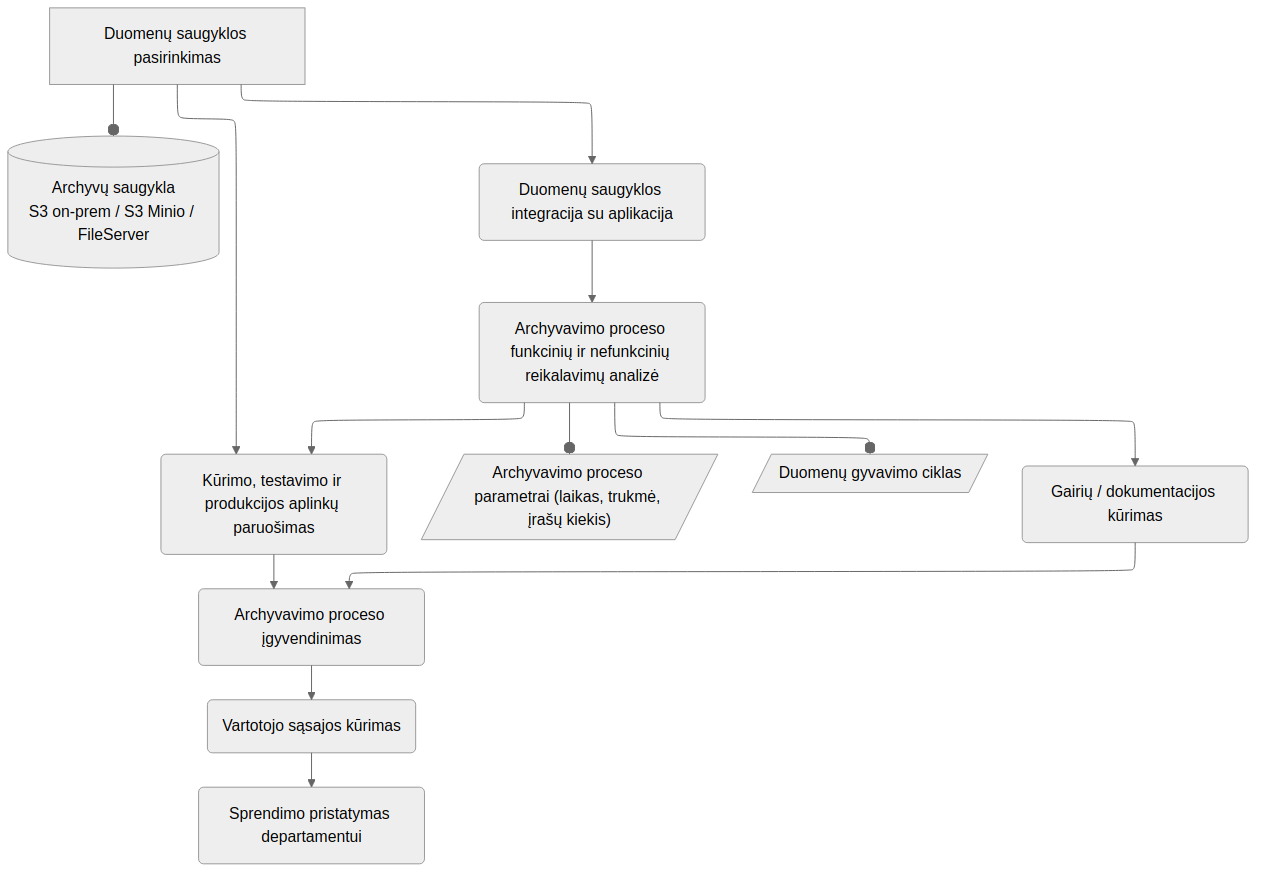 Duomenų saugyklos
pasirinkimas
Archyvų saugykla
S3 on-prem / S3 Minio /
FileServer
Duomenų saugyklos
integracija su aplikacija
Archyvavimo proceso
funkcinių ir nefunkcinių
reikalavimų analizė
Kūrimo, testavimo ir
produkcijos aplinkų
paruošimas
Archyvavimo proceso
parametrai (laikas, trukmė,
įrašų kiekis)
Duomenų gyvavimo ciklas
Gairių / dokumentacijos
kūrimas
Archyvavimo proceso
įgyvendinimas
Vartotojo sąsajos kūrimas
Sprendimo pristatymas
departamentui